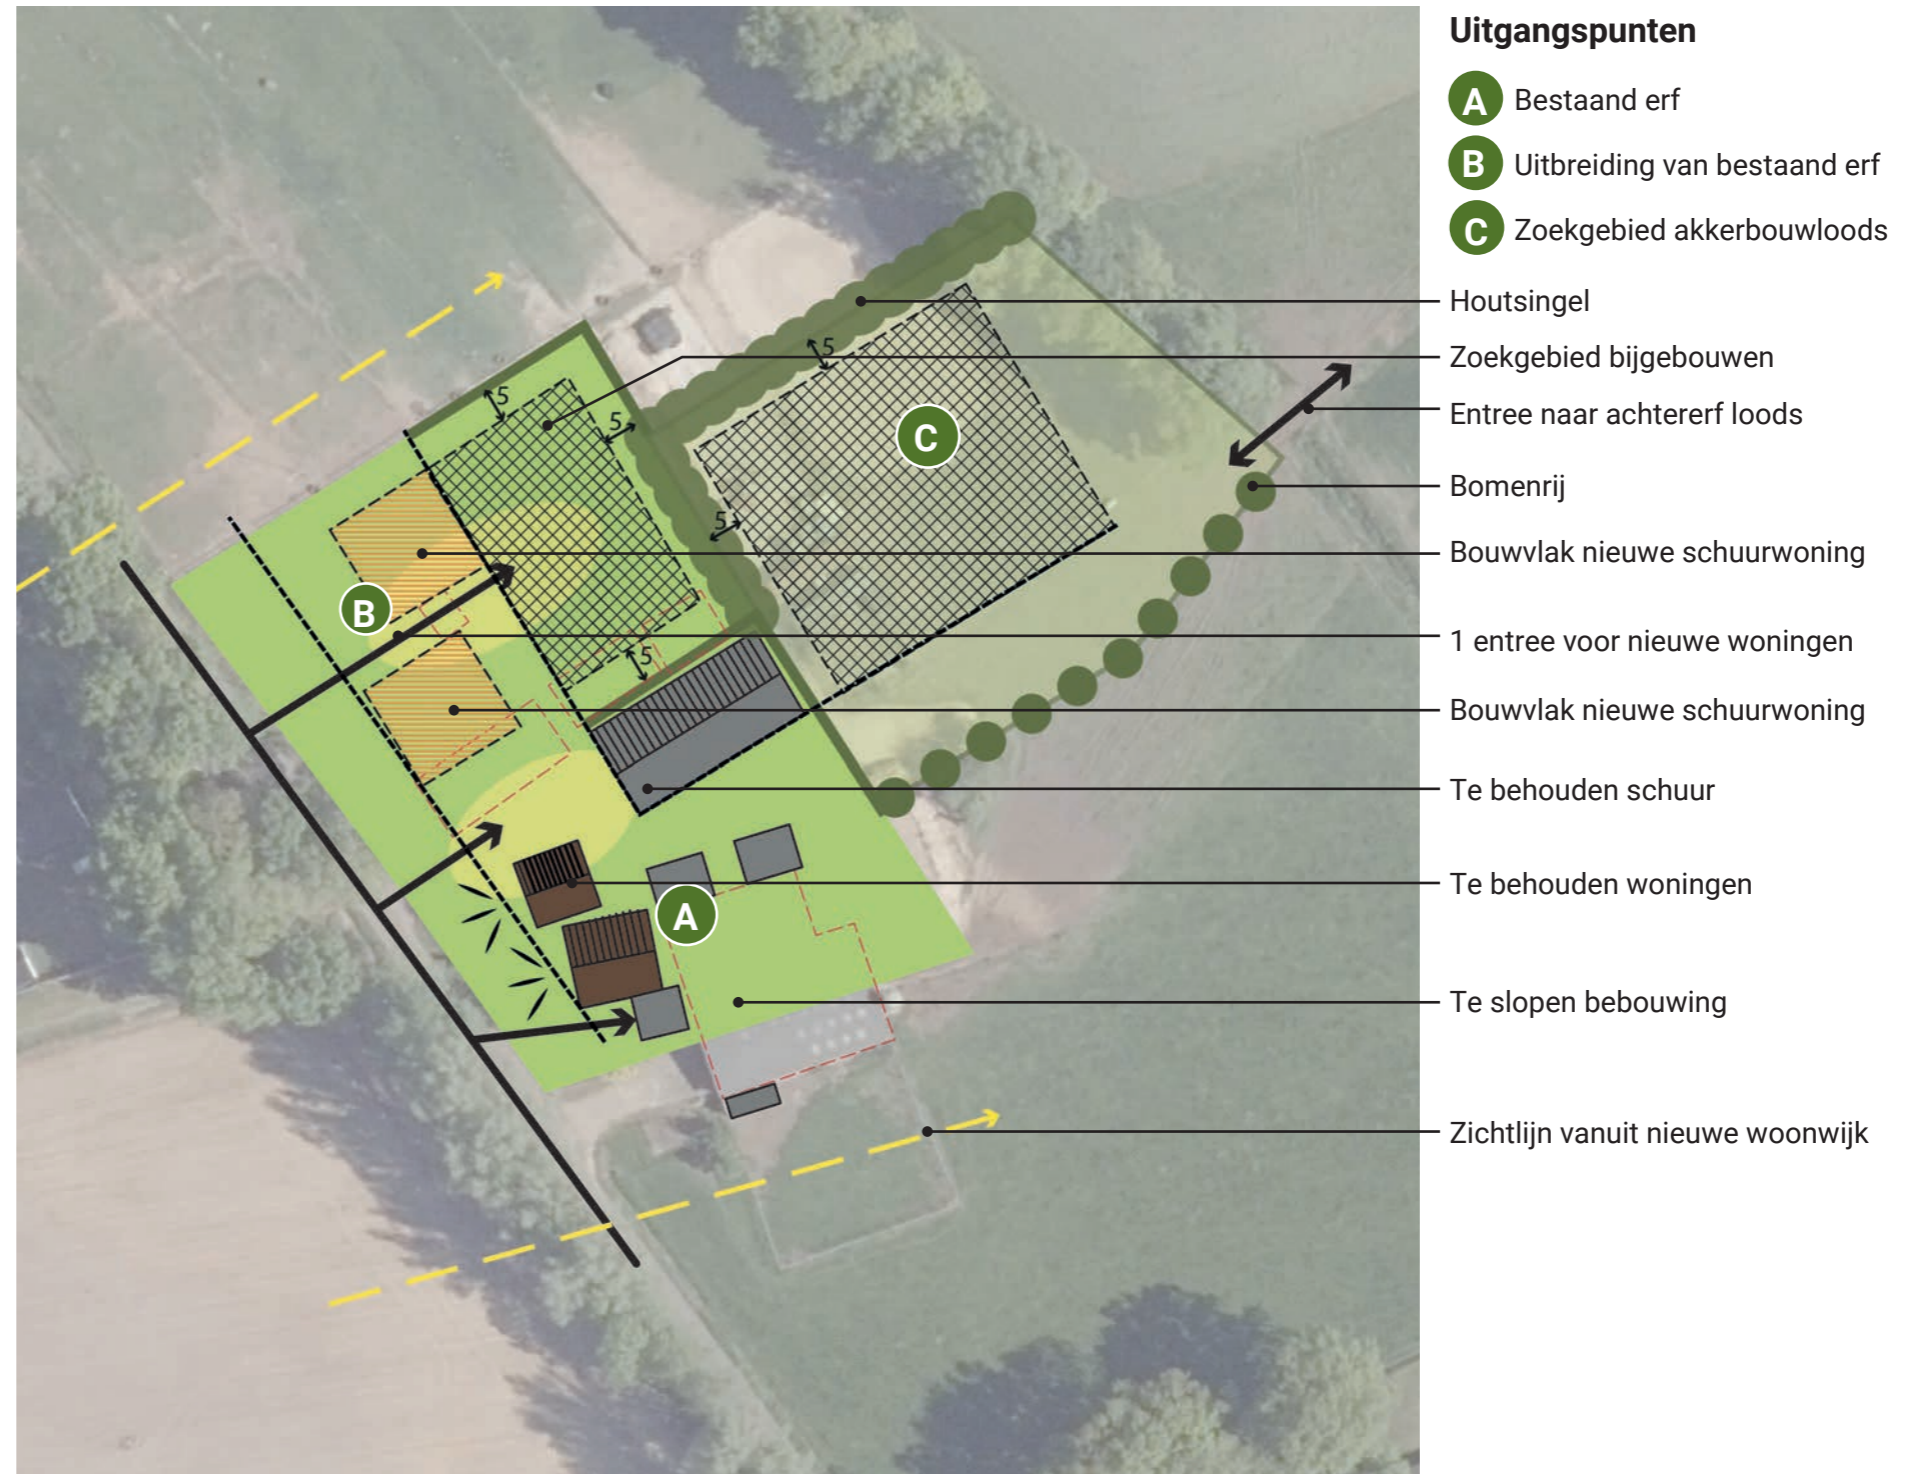 Uitgangspunten
A Bestaand erf
B Uitbreiding van bestaand erf
C Zoekgebied akkerbouwloods
Houtsingel
Zoekgebied bijgebouwen
Entree naar achtererf loods
Bomenrij
Bouwvlak nieuwe schuurwoning
1 entree voor nieuwe woningen
Bouwvlak nieuwe schuurwoning
Te behouden schuur
Te behouden woningen
Te slopen bebouwing
Zichtlijn vanuit nieuwe woonwijk
5
5
5
5
5
C
B
A